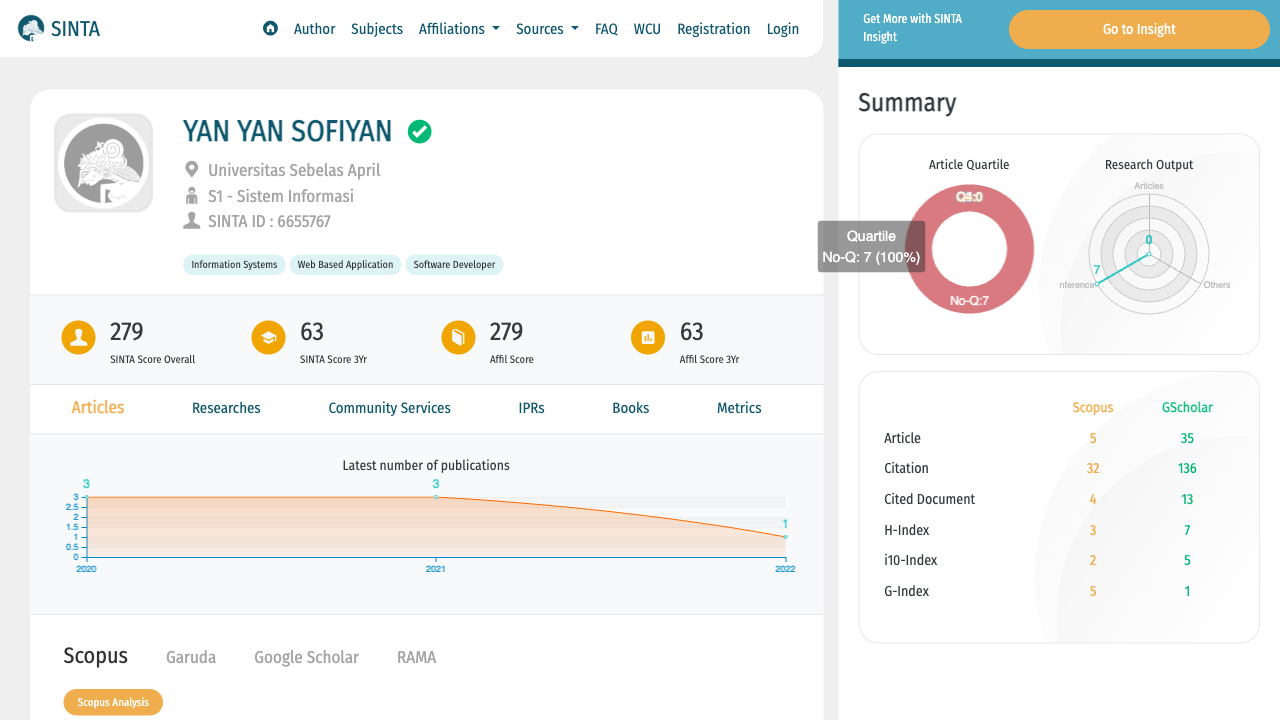 SINTA
Author Subjects Affiliations Sources FAQ WCU Registration Login
Get More with SINTA
Insight
Go to Insight
YAN YAN SOFIYAN
Universitas Sebelas April
S1 - Sistem Informasi
SINTA ID : 6655767
Information Systems Web Based Application Software Developer
279
SINTA Score Overall
63
SINTA Score 3Yr
279
Affil Score
63
Affil Score 3Yr
Articles Researches Community Services IPRs Books Metrics
Latest number of publications
3 3 1
3
2.5
2
1.5
1
0.5
0
2020 2021 2022
Scopus Garuda Google Scholar RAMA
Scopus Analysis
Summary
Article Quartile
Quartile
No-Q: 7 (100%)
No-Q:7
Research Output
Articles
0
7
nference
Others
Scopus GScholar
Article 5 35
Citation 32 136
Cited Document 4 13
H-Index 3 7
i10-Index 2 5
G-Index 5 1